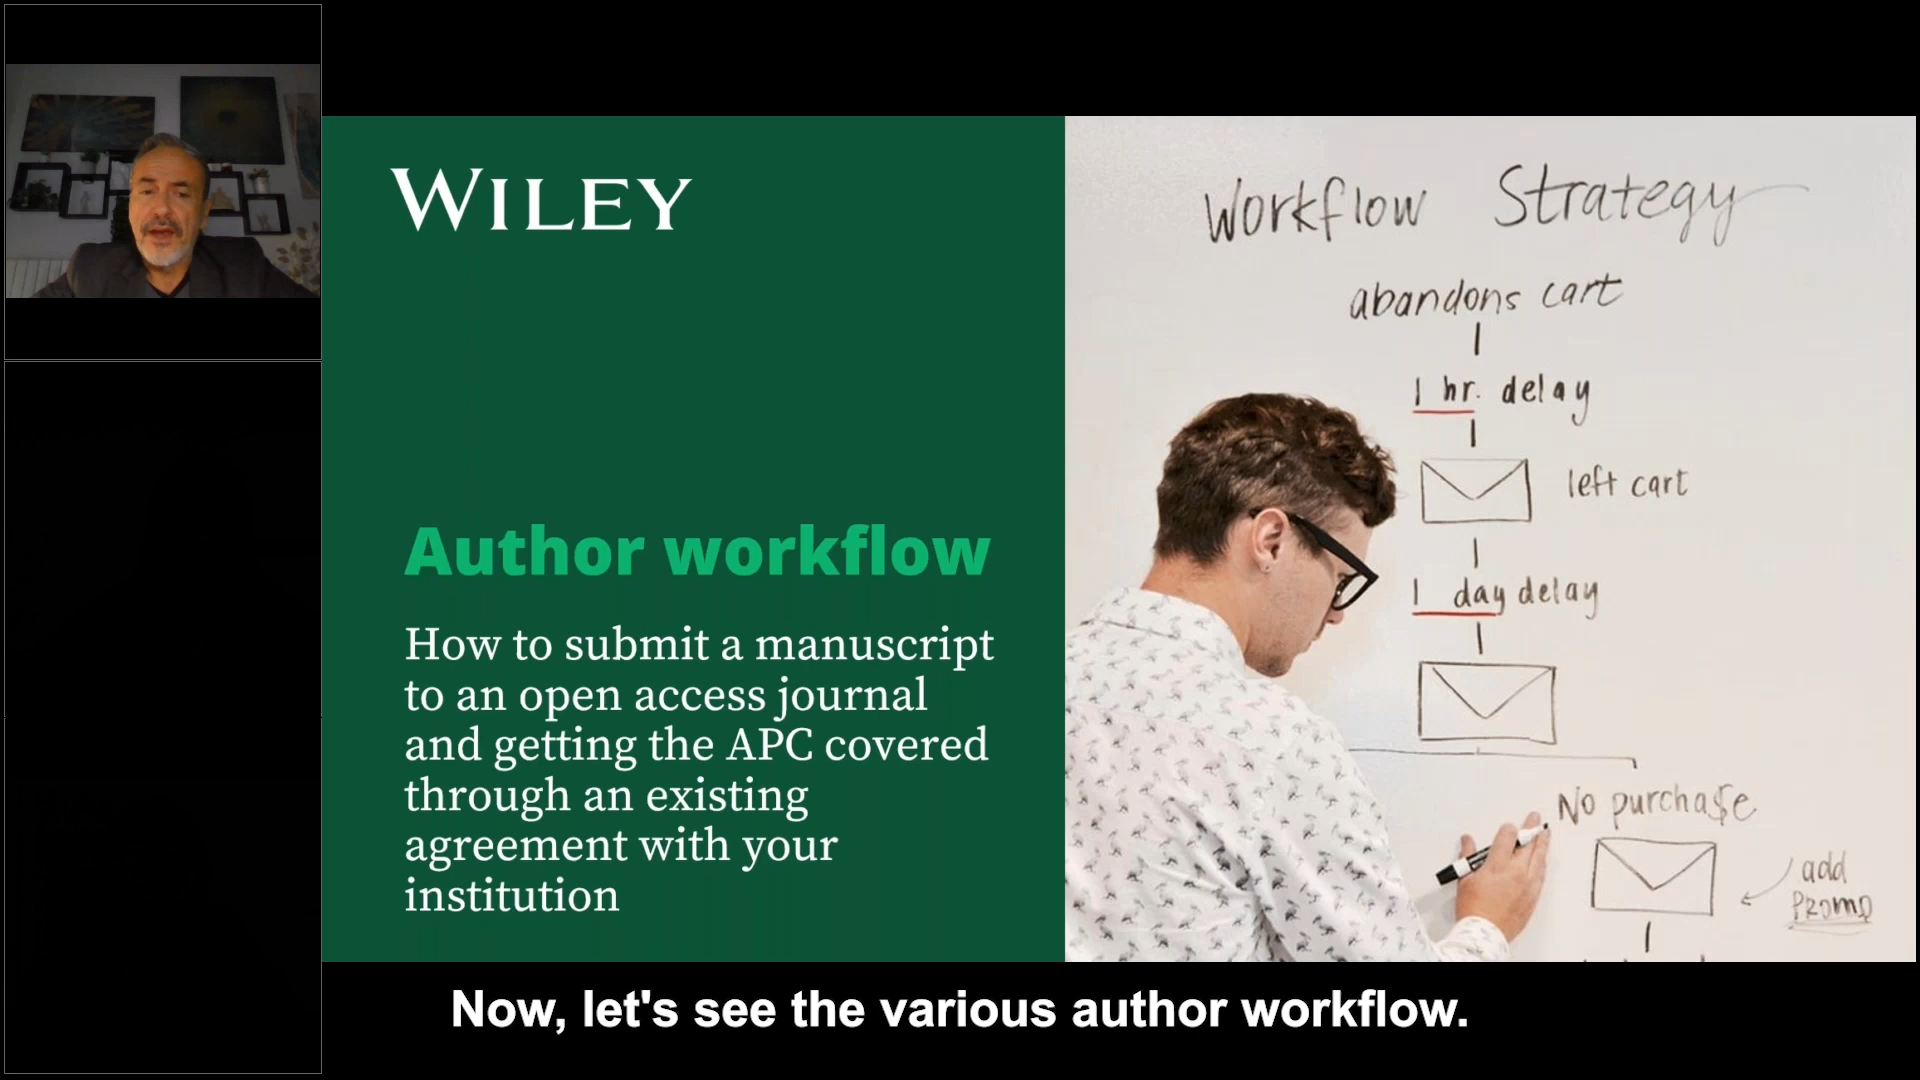 WILEY
Author workflow
How to submit a manuscript
to an open access journal
and getting the APC covered
through an existing
agreement with your
institution
Workflow Strategy
abandons cart
1 hr. delay
left cart
1 day delay
No purchase
add
PROMO
Now, let's see the various author workflow.